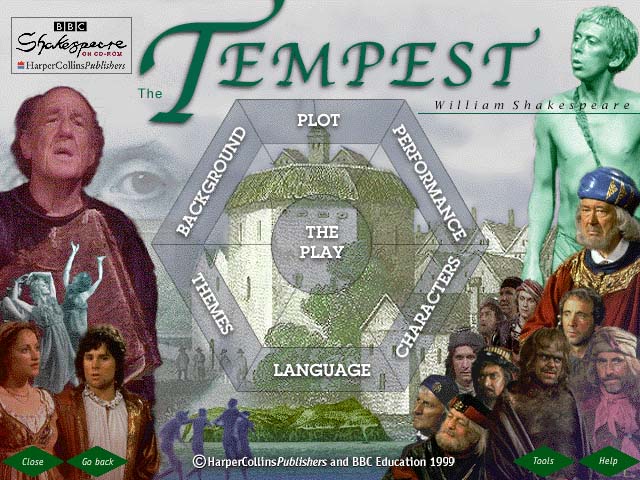 BBC
Shakespeare
ON CD-ROM
HarperCollinsPublishers
The TEMPEST
William Shakespeare
PLOT
BACKGROUND
PERFORMANCE
THE
PLAY
THEMES
CHARACTERS
LANGUAGE
Close
Go back
©HarperCollinsPublishers and BBC Education 1999
Tools
Help